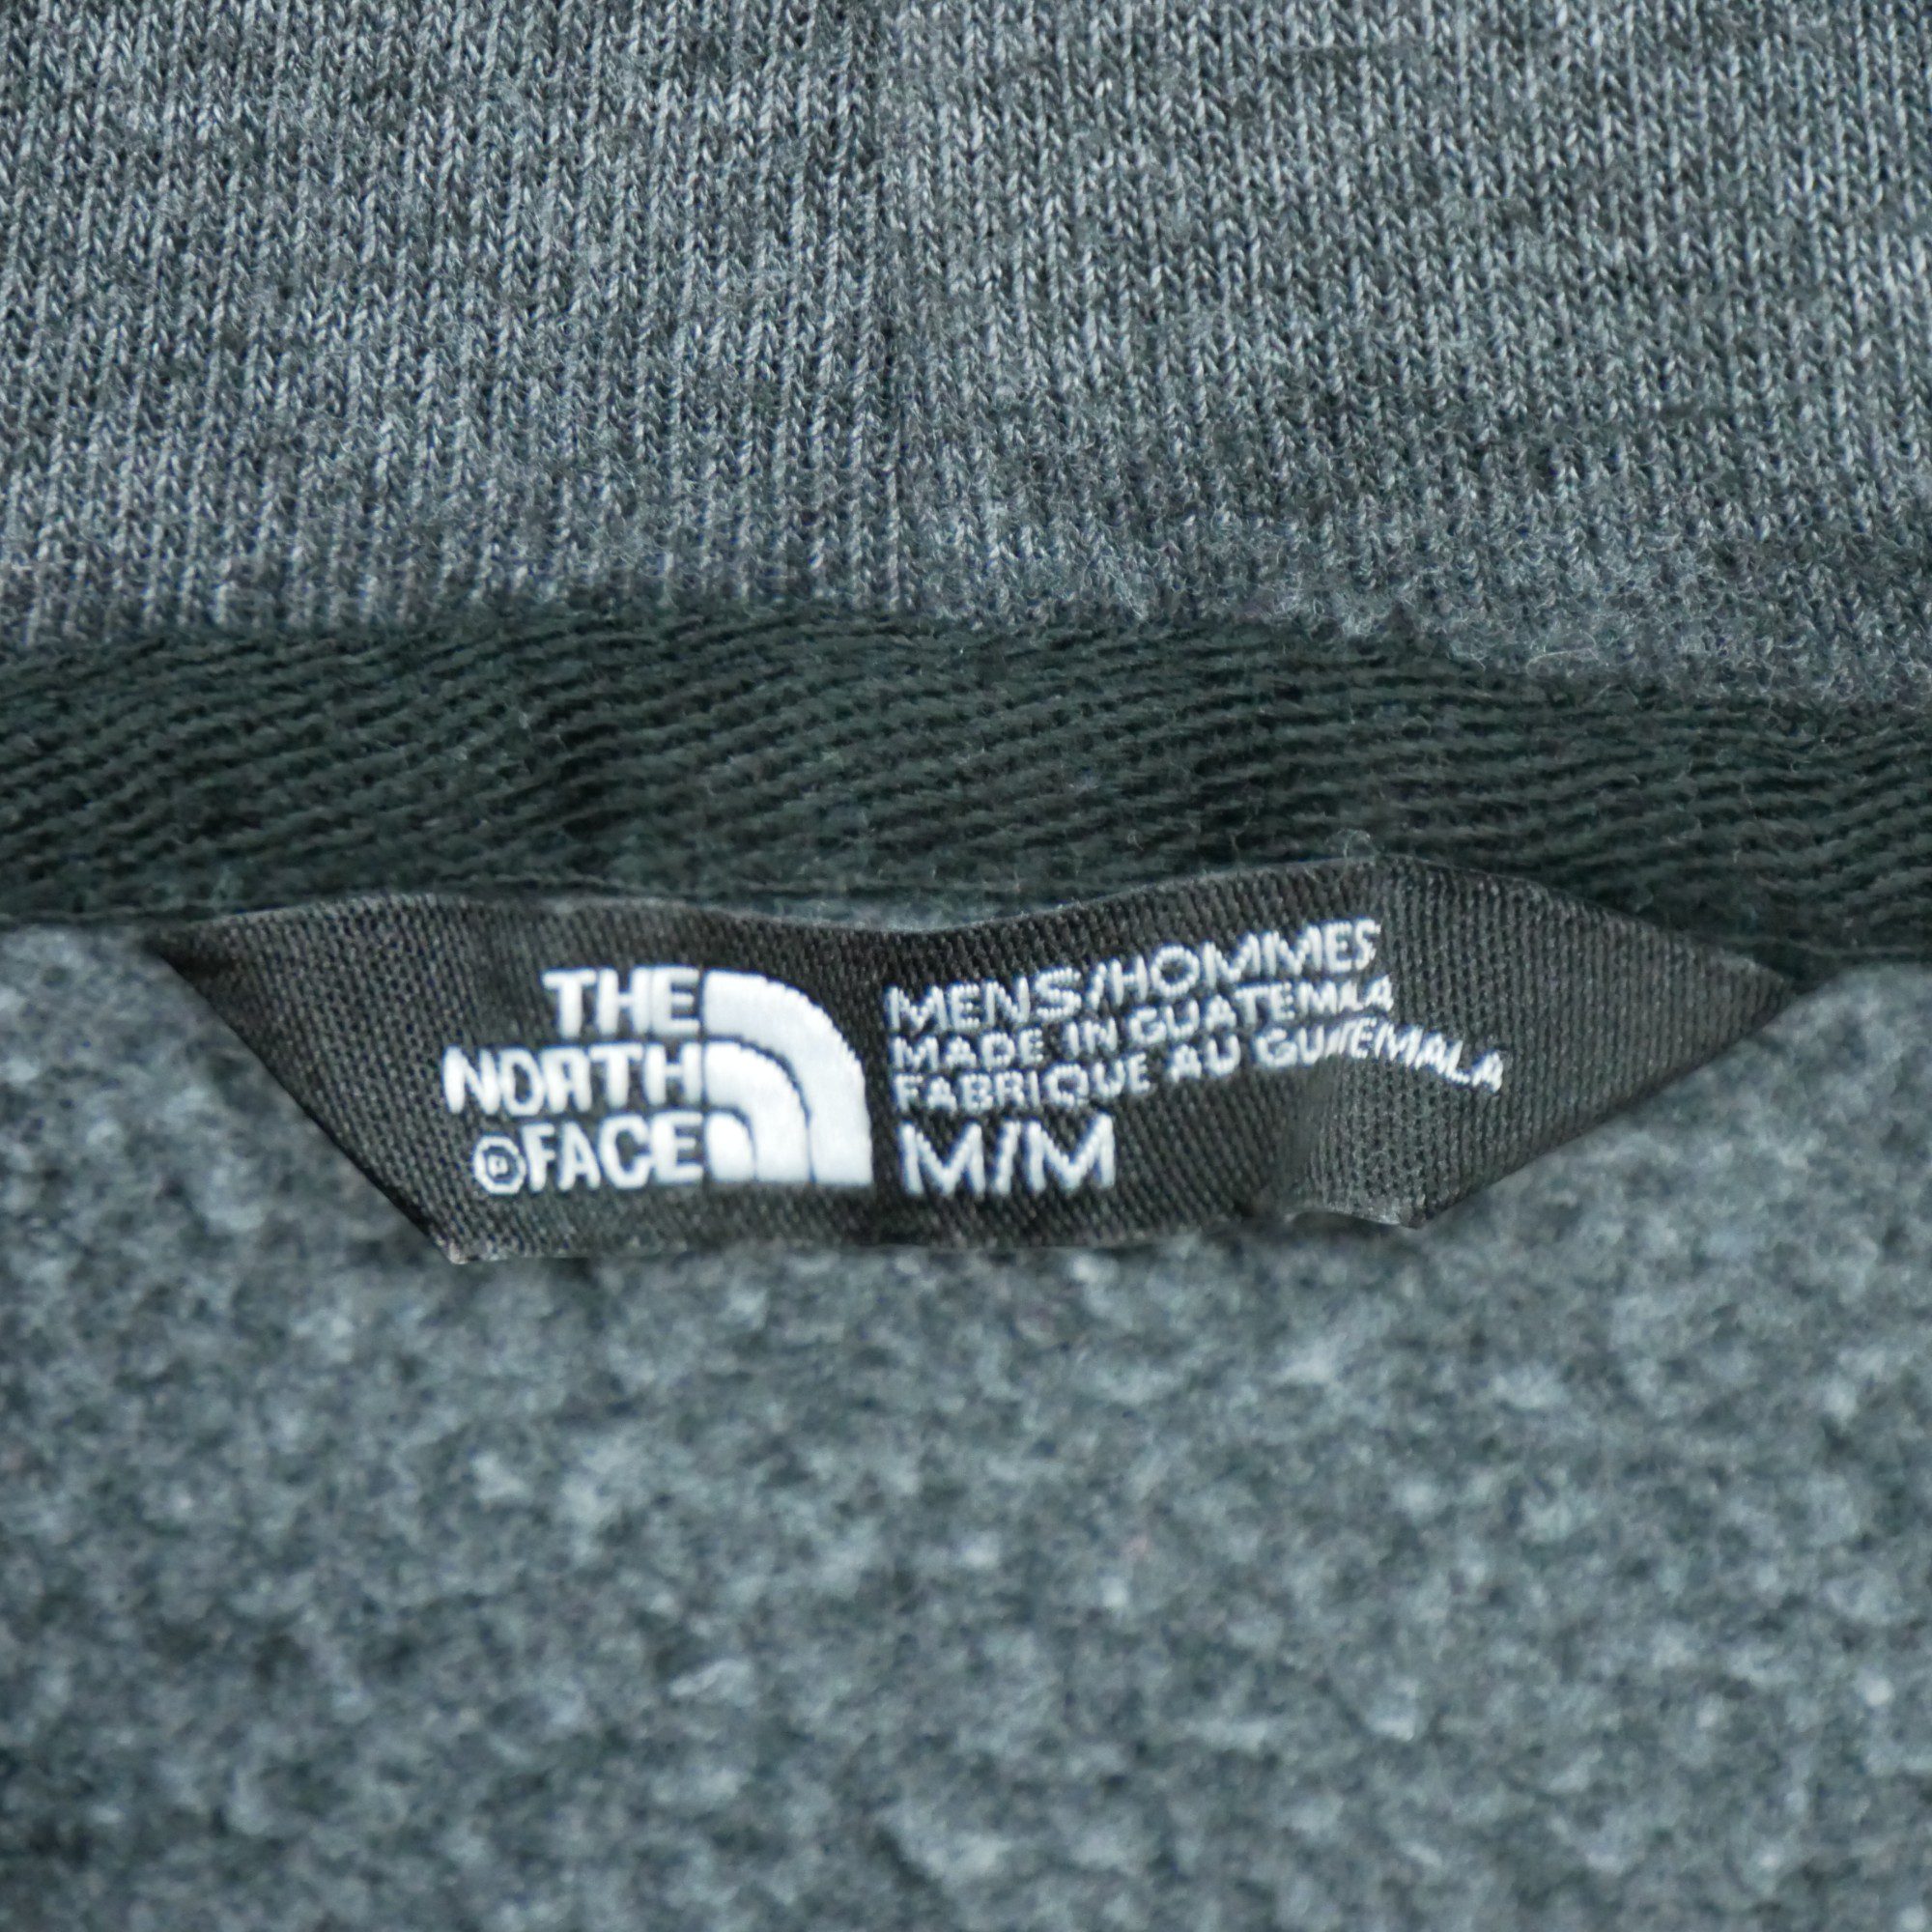 THE
NORTH
®FACE
MENS/HOMMES
MADE IN GUATEMALA
FABRIQUE AU GUATEMALA
M/M